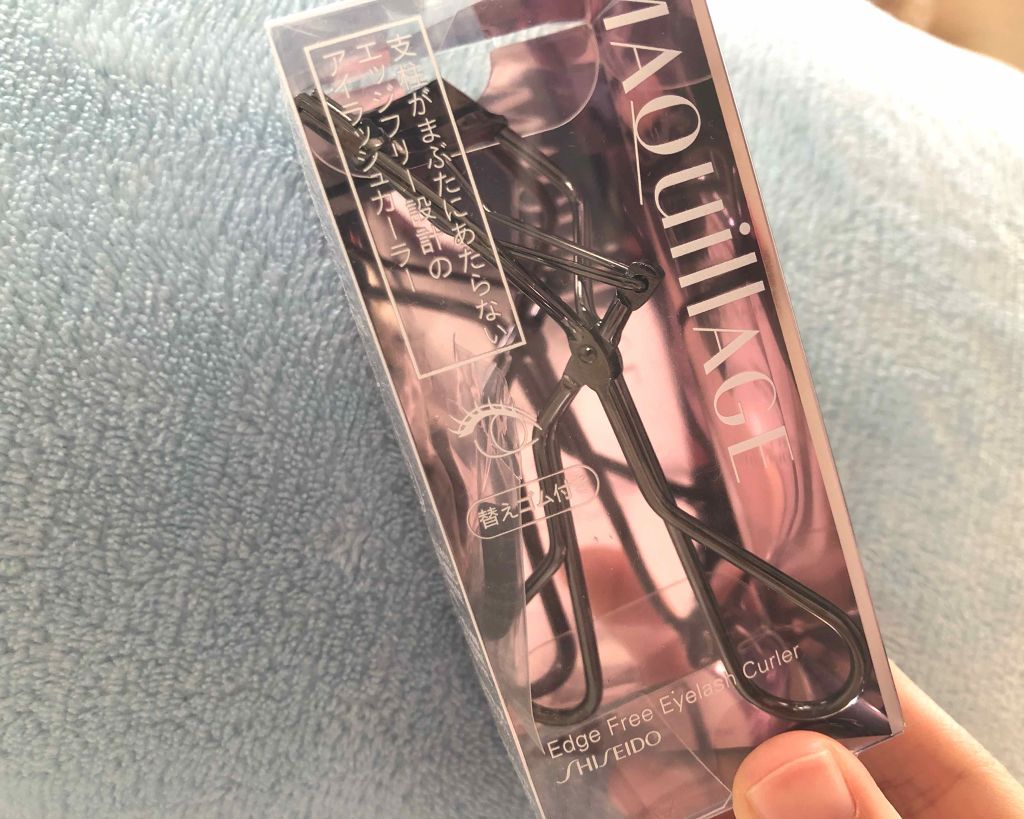 MAQuillAGE
支柱がまぶたにあたらない
エッジフリー設計の
アイラッシュカーラー
替えゴム付き
Edge Free Eyelash Curler
SHISEIDO